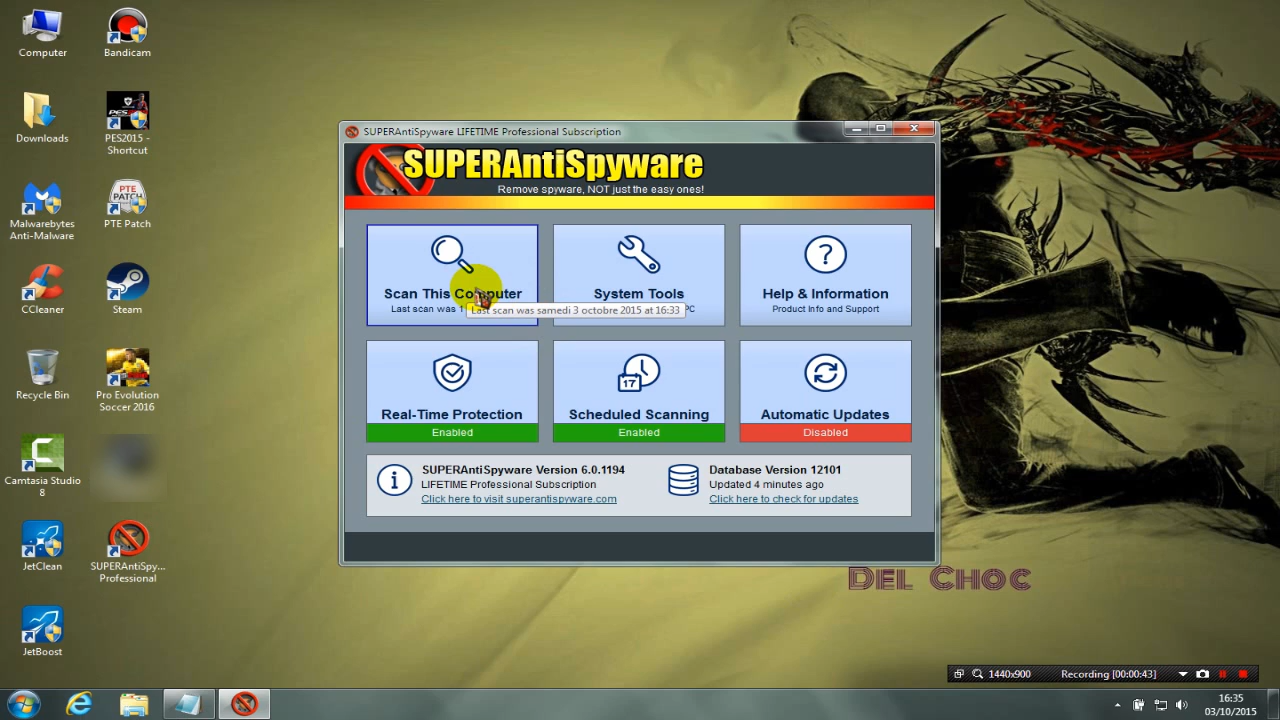 Computer
Bandicam
Downloads
PES2015 -
Shortcut
Malwarebytes
Anti-Malware
PTE
PATCH
PTE Patch
CCleaner
Steam
Recycle Bin
Pro Evolution
Soccer 2016
Camtasia Studio
8
JetClean
SUPERAntiSpy...
Professional
JetBoost
SUPERAntiSpyware LIFETIME Professional Subscription
SUPERAntiSpyware
Remove spyware, NOT just the easy ones!
Scan This Computer
Last scan was 1
Last scan was samedi 3 octobre 2015 at 16:33
System Tools
PC
Help & Information
Product Info and Support
Real-Time Protection
Enabled
17
Scheduled Scanning
Enabled
Automatic Updates
Disabled
SUPERAntiSpyware Version 6.0.1194
LIFETIME Professional Subscription
Click here to visit superantispyware.com
Database Version 12101
Updated 4 minutes ago
Click here to check for updates
Del Choc
1440x900
Recording [00:00:43]
16:35
03/10/2015